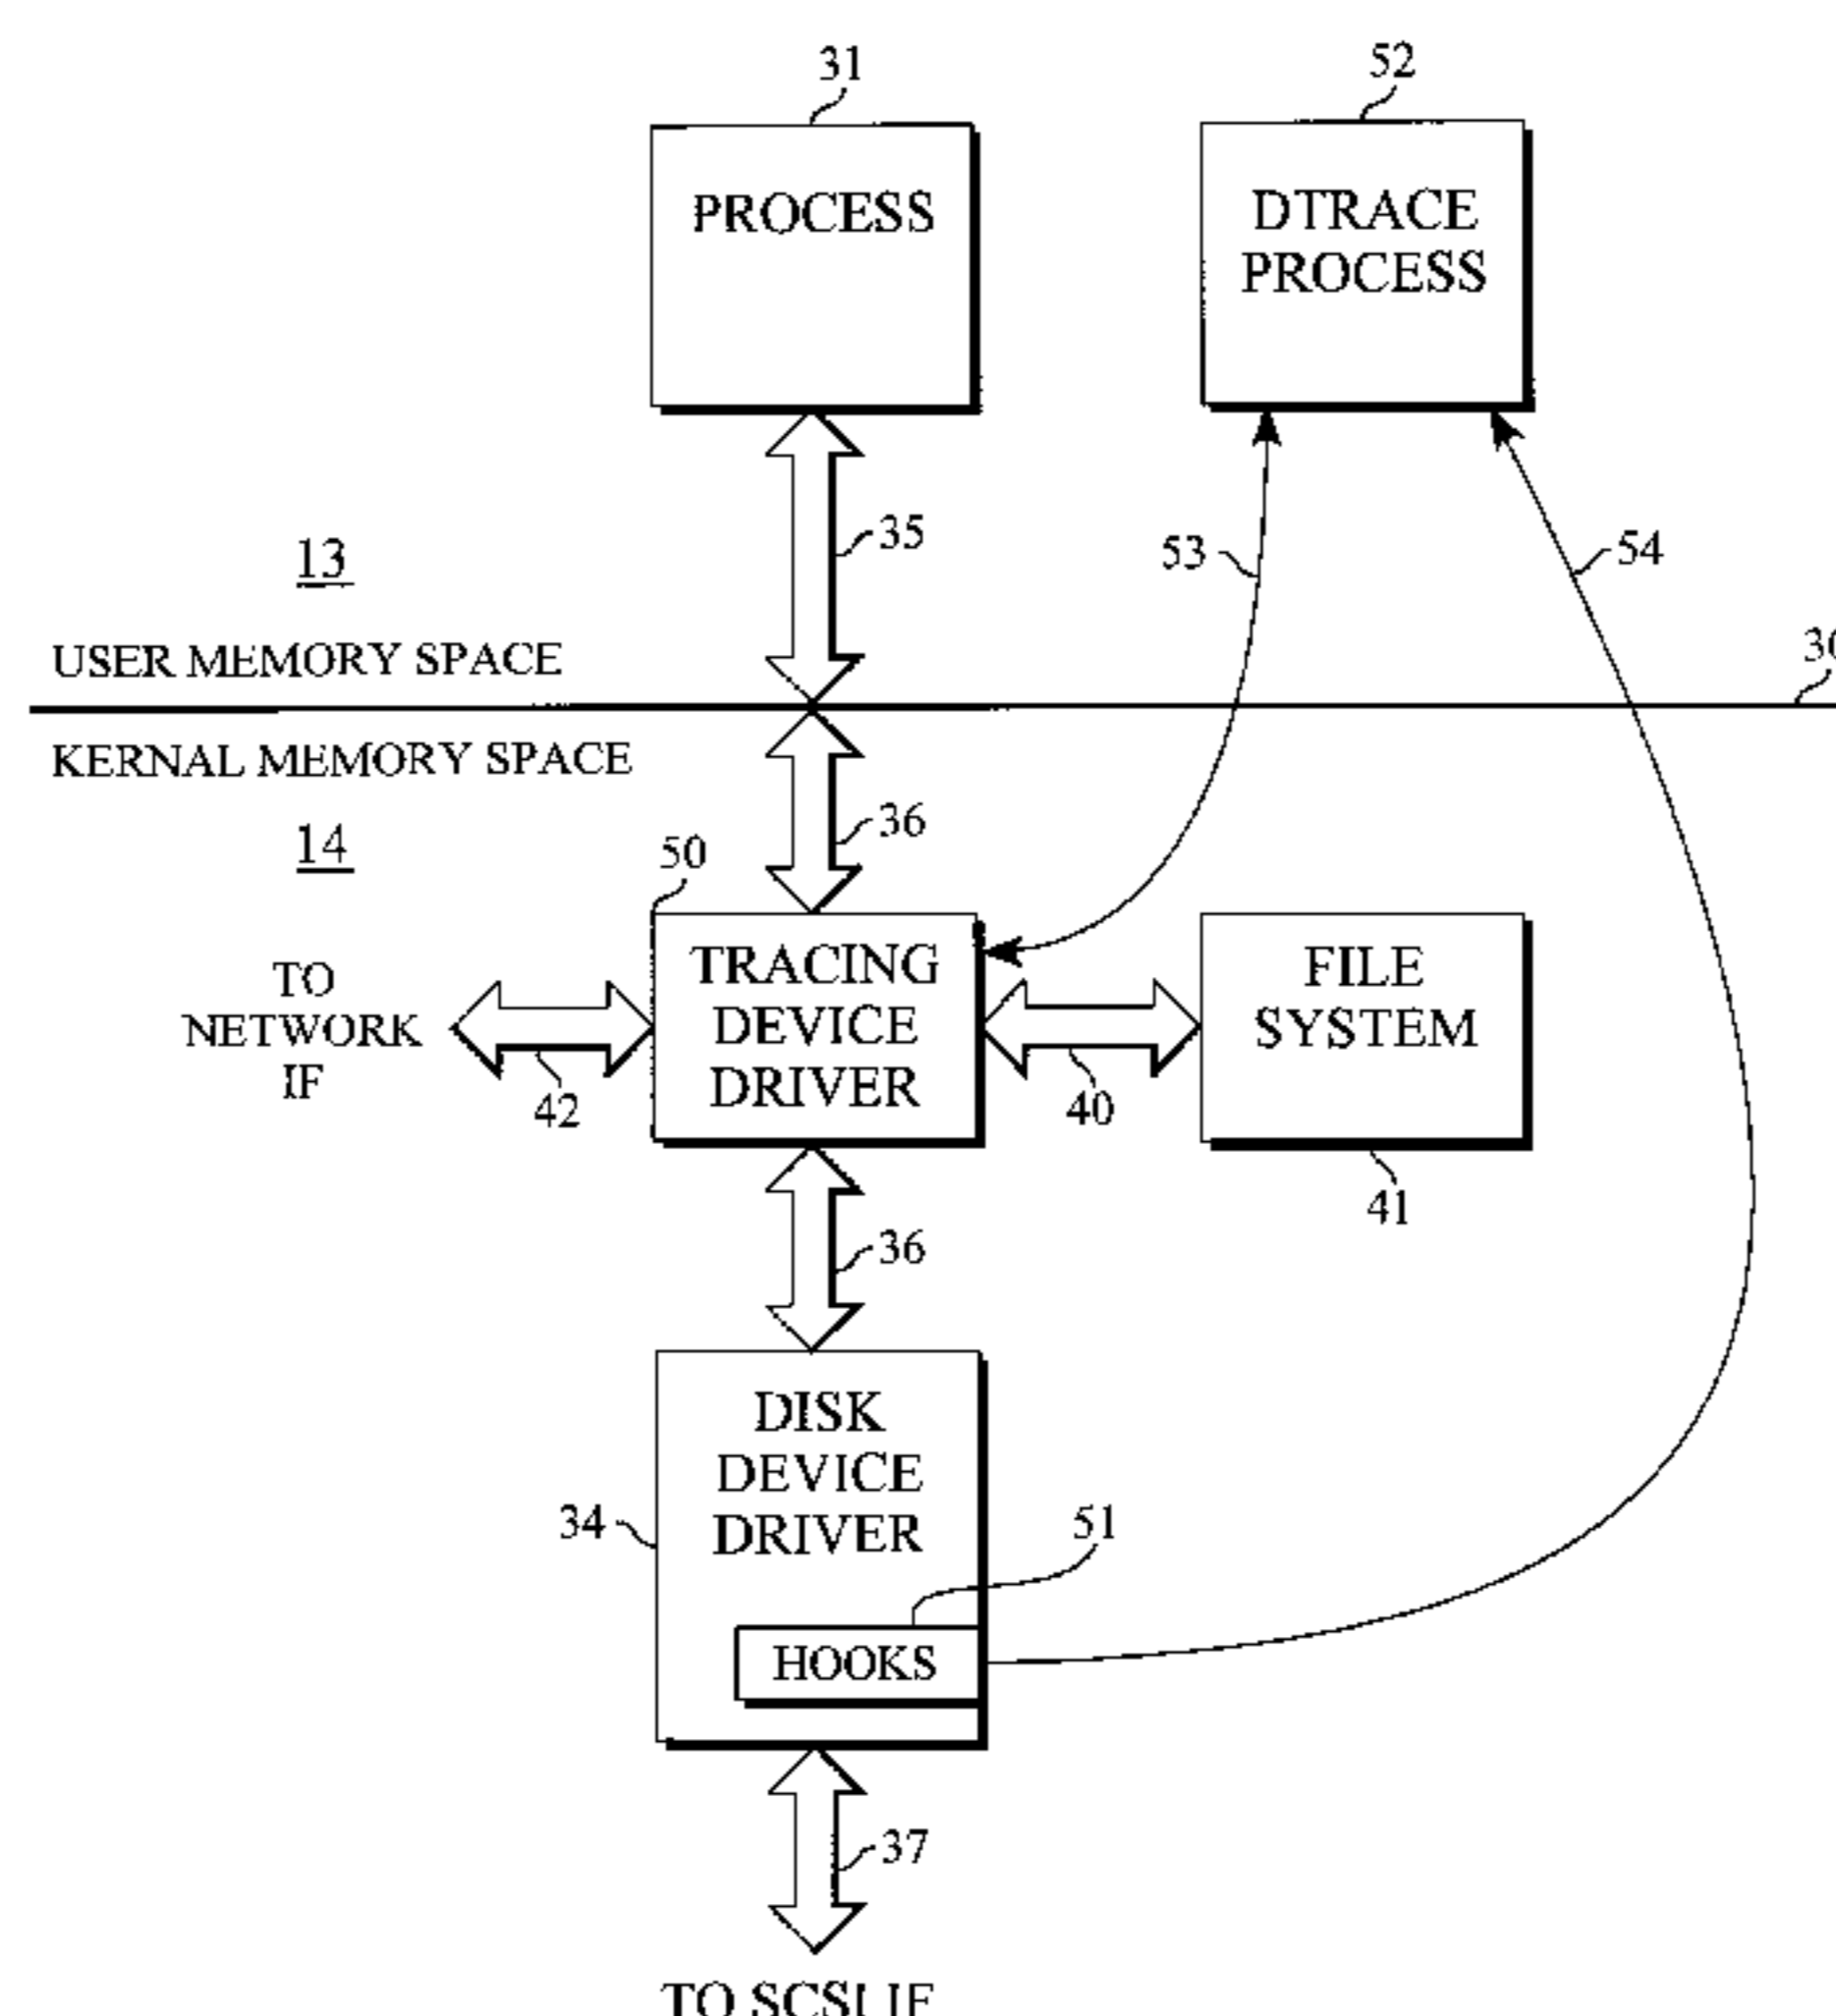 31
52
PROCESS
DTRACE
PROCESS
35
53
54
13
USER MEMORY SPACE
KERNAL MEMORY SPACE
14
36
50
TO
NETWORK
IF
42
TRACING
DEVICE
DRIVER
40
FILE
SYSTEM
41
36
DISK
DEVICE
DRIVER
34
51
HOOKS
37
TO SCSI IF